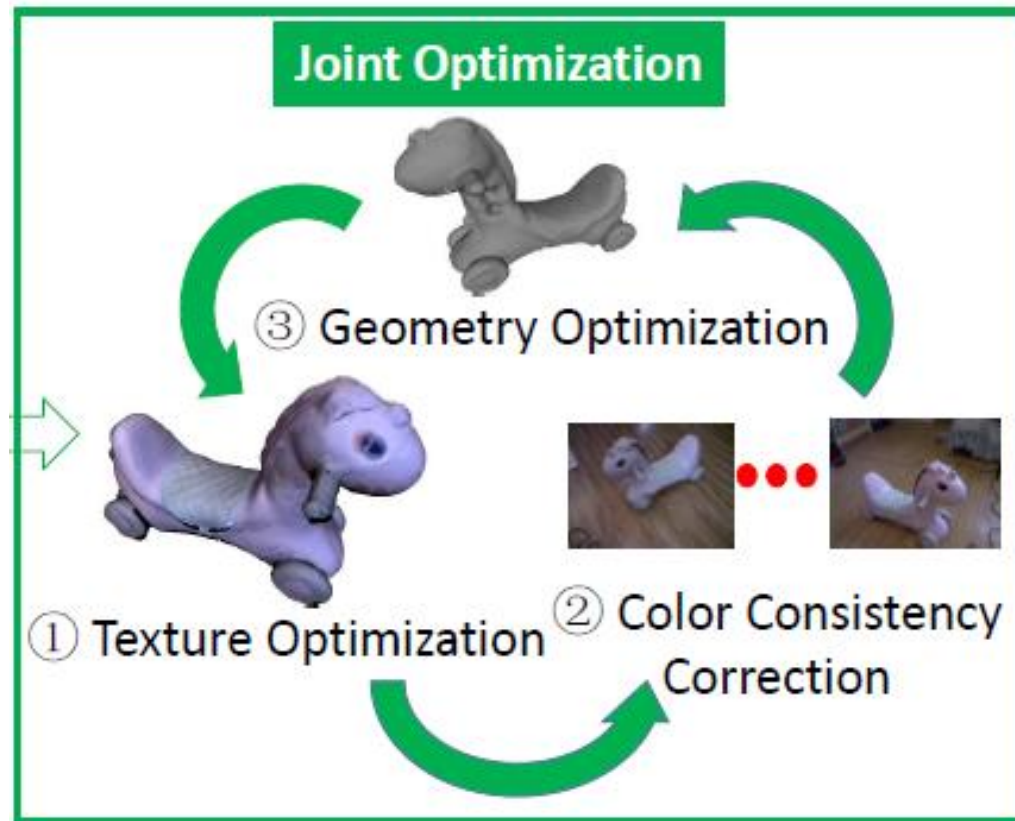 Joint Optimization
③ Geometry Optimization
① Texture Optimization
② Color Consistency
Correction